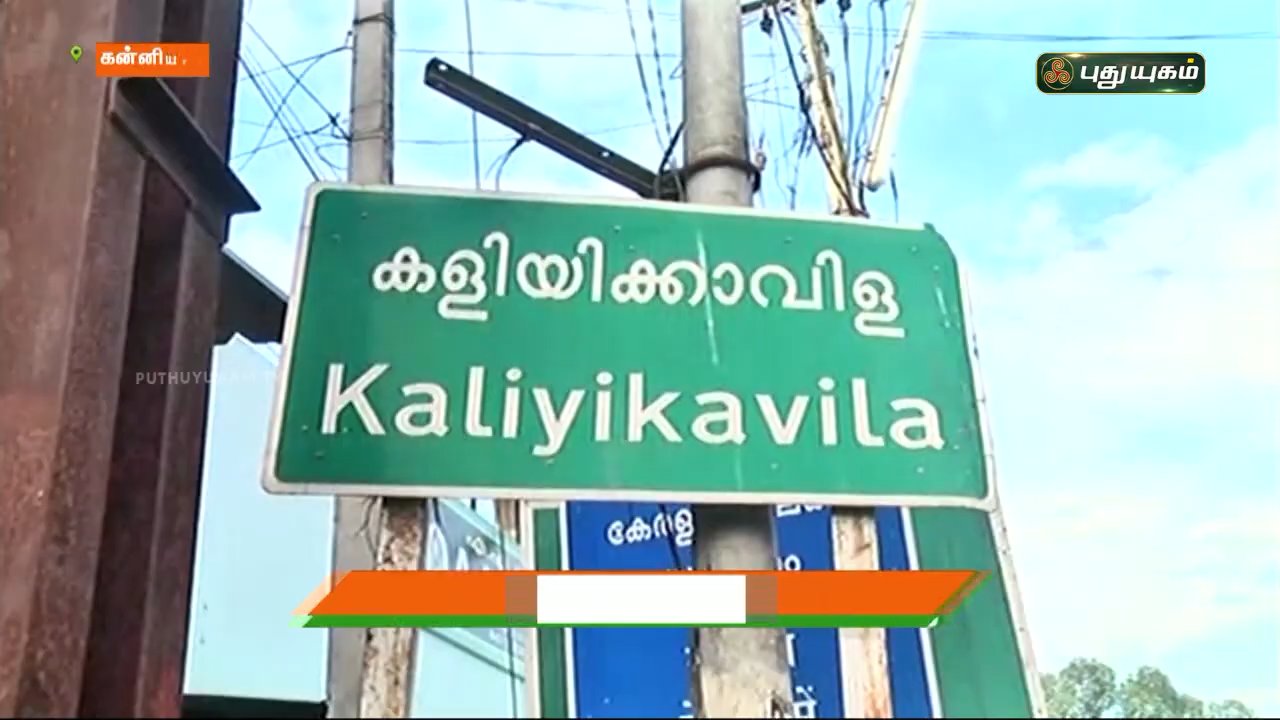 கன்னிய
புதுயுகம்
കളിയിക്കാവിള
PUTHUYU
Kaliyikavila
കേരള